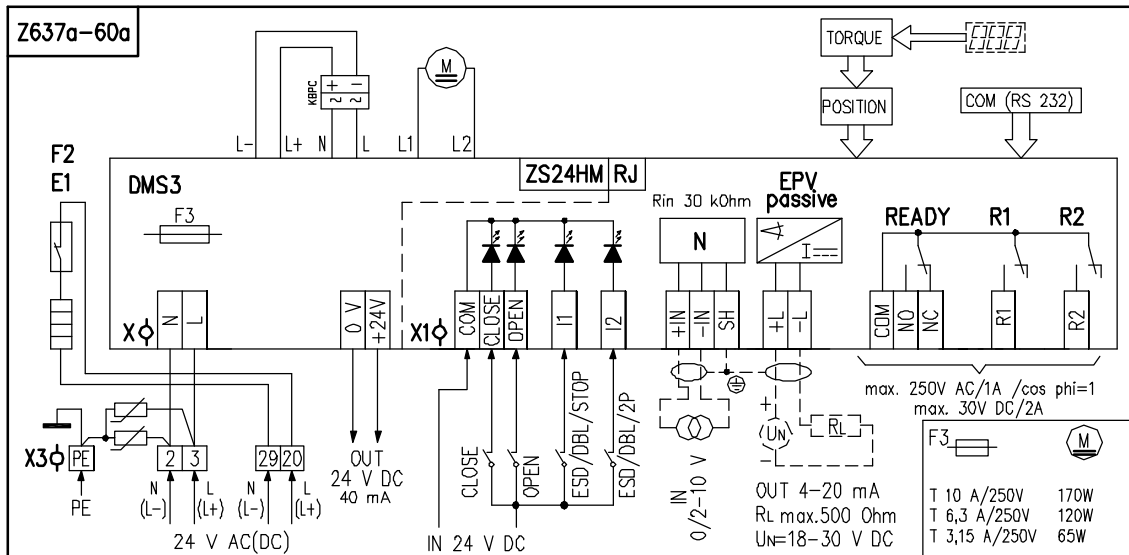 Z637a-60a
KBPC
+ −
~ ~
M
TORQUE
POSITION
COM (RS 232)
L- L+ N L L1 L2
F2
E1
DMS3
F3
ZS24HM RJ
Rin 30 kOhm
EPV
passive
N
I
READY R1 R2
X
N
L
0 V
+24V
X1
COM
CLOSE
OPEN
I1
I2
+IN
-IN
SH
+L
-L
COM
NO
NC
R1
R2
max. 250V AC/1A /cos phi=1
max. 30V DC/2A
X3
PE 2 3 29 20
PE
N
(L-)
L
(L+)
N
(L-)
L
(L+)
24 V AC(DC)
OUT
24 V DC
40 mA
CLOSE
OPEN
ESD/DBL/STOP
ESD/DBL/2P
IN 24 V DC
IN
0/2-10 V
+
UN
−
RL
OUT 4-20 mA
RL max.500 Ohm
UN=18-30 V DC
F3 M
T 10 A/250V 170W
T 6,3 A/250V 120W
T 3,15 A/250V 65W